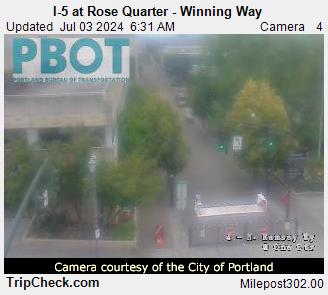 I-5 at Rose Quarter - Winning Way
Updated Jul 03 2024 6:31 AM Camera 4
PBOT
PORTLAND BUREAU OF TRANSPORTATION
Camera courtesy of the City of Portland
TripCheck.com Milepost302.00